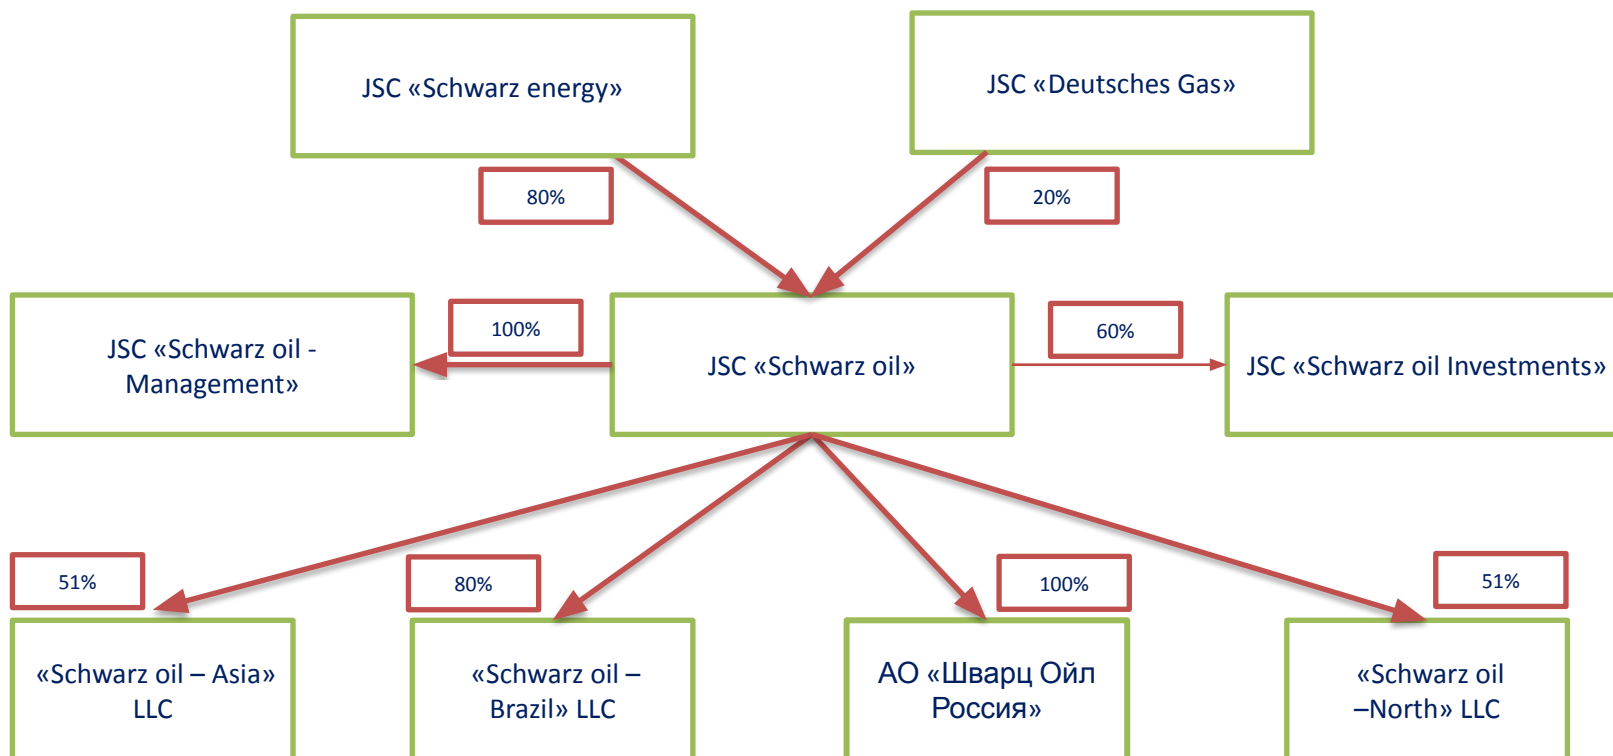 JSC «Schwarz energy»
JSC «Deutsches Gas»
80%
20%
JSC «Schwarz oil -
Management»
100%
JSC «Schwarz oil»
60%
JSC «Schwarz oil Investments»
51%
80%
100%
51%
«Schwarz oil – Asia»
LLC
«Schwarz oil –
Brazil» LLC
АО «Шварц Ойл
Россия»
«Schwarz oil
–North» LLC